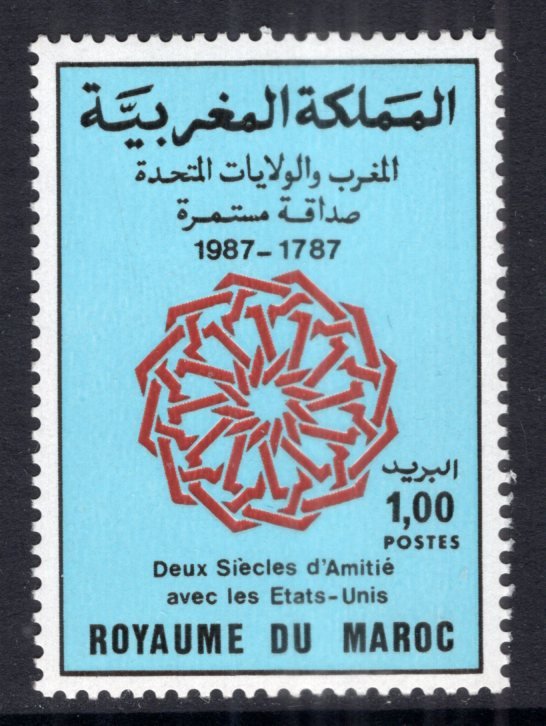 المملكة المغربية
المغرب والولايات المتحدة
صداقة مستمرة
1987-1787
البريد
1,00
POSTES
Deux Siècles d'Amitié
avec les Etats-Unis
ROYAUME DU MAROC